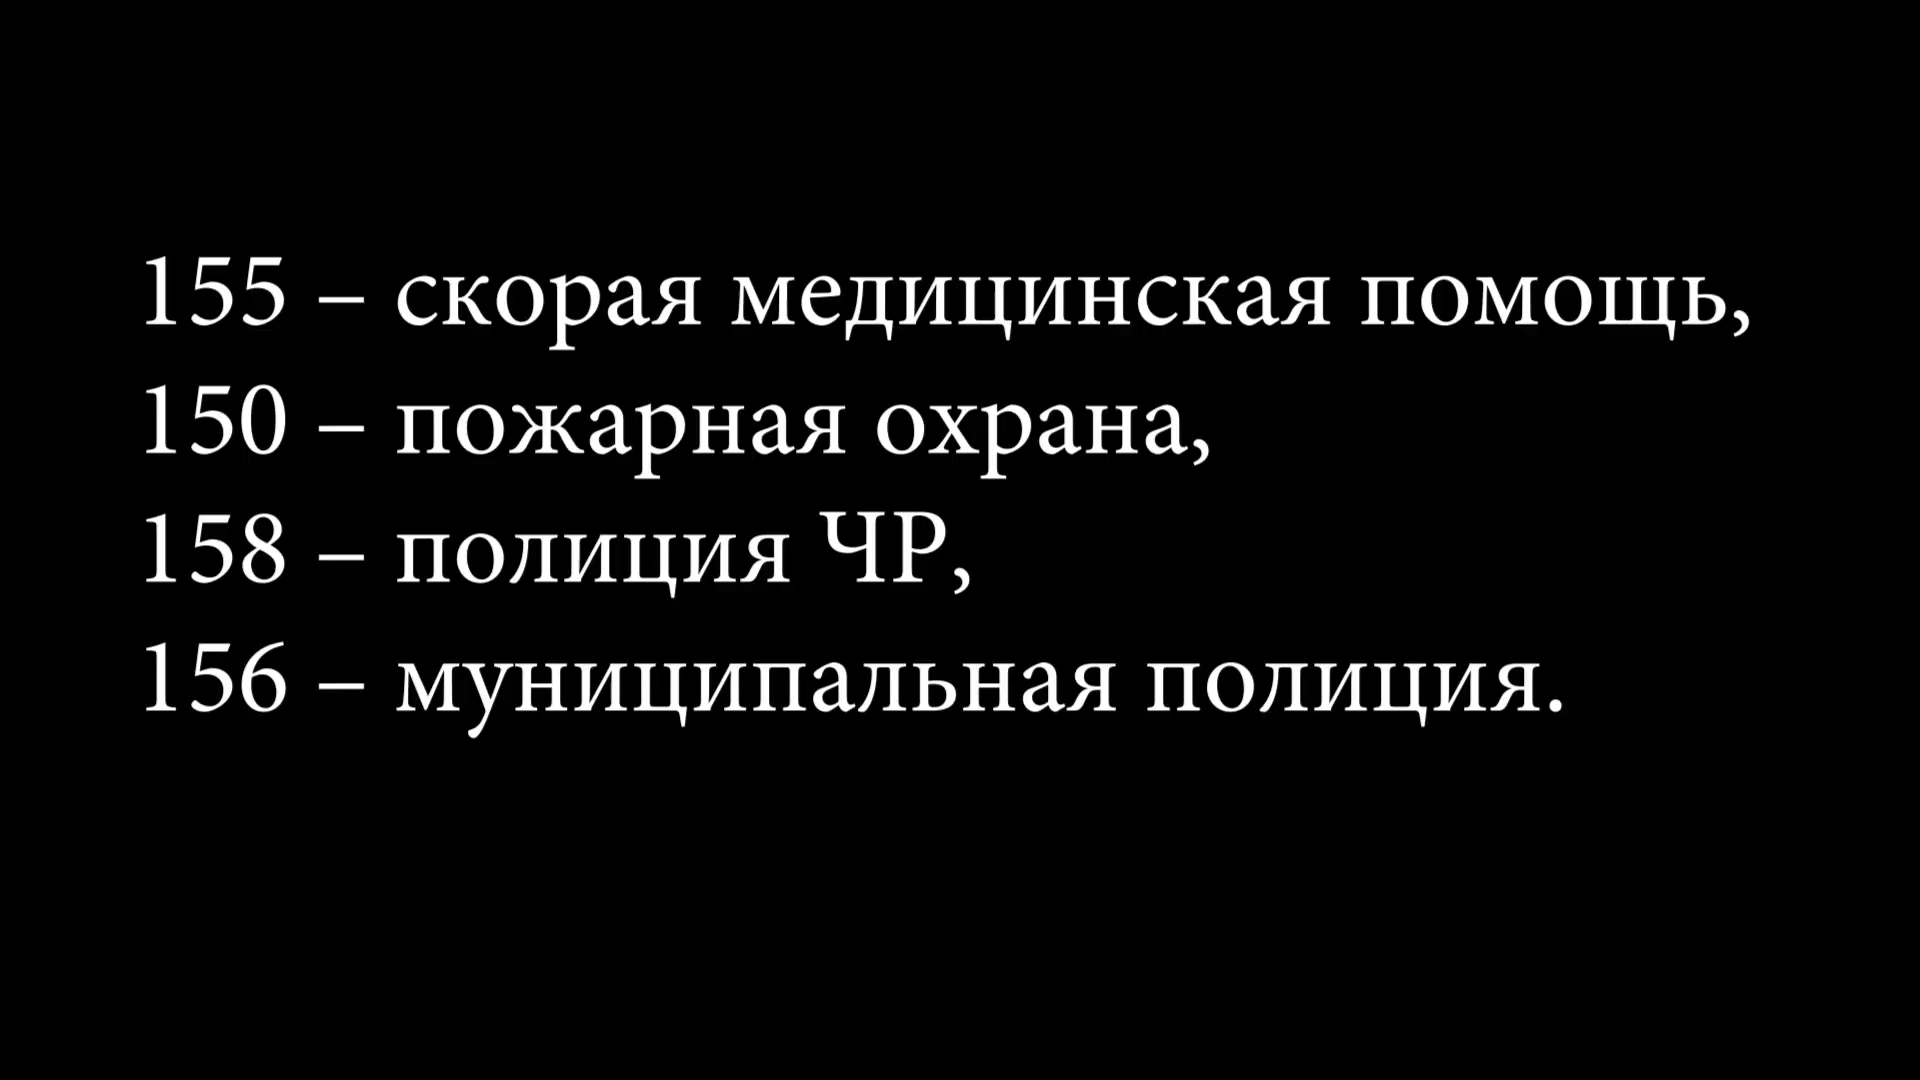 155 – скорая медицинская помощь,
150 – пожарная охрана,
158 – полиция ЧР,
156 – муниципальная полиция.